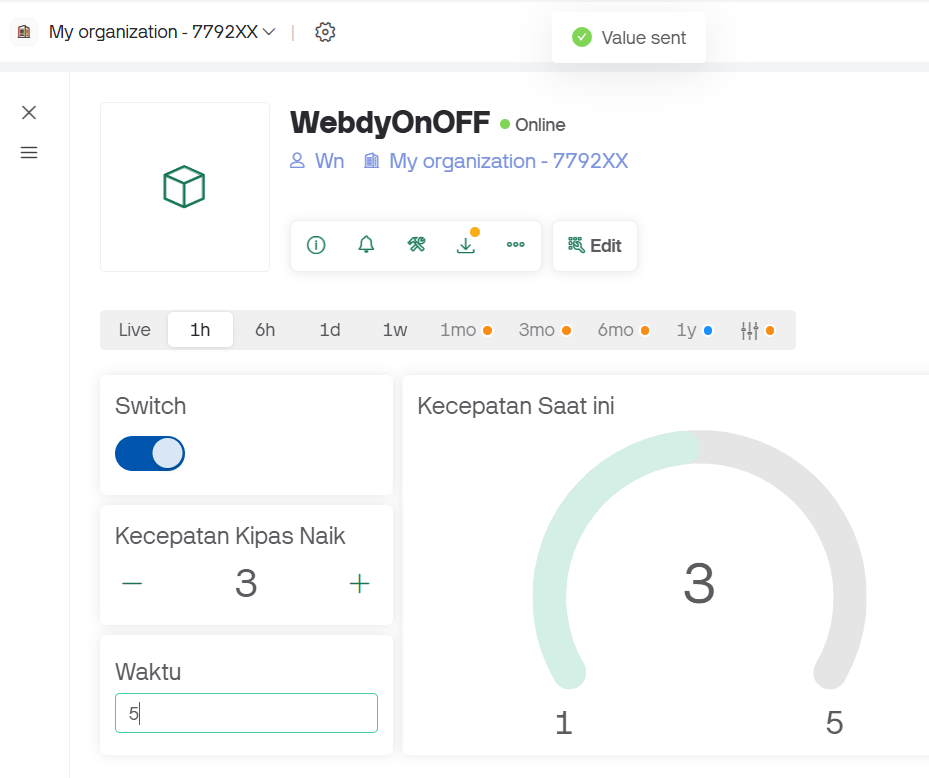 My organization - 7792XX
Value sent
WebdyOnOFF
Online
Wn
My organization - 7792XX
Edit
Live 1h 6h 1d 1w 1mo 3mo 6mo 1y
Switch
Kecepatan Kipas Naik
3
Waktu
5
Kecepatan Saat ini
3
1 5